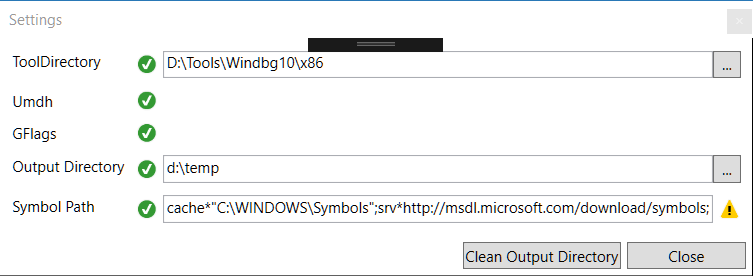 Settings
ToolDirectory D:\Tools\Windbg10\x86 ...
Umdh
GFlags
Output Directory d:\temp ...
Symbol Path cache*"C:\WINDOWS\Symbols";srv*http://msdl.microsoft.com/download/symbols;
Clean Output Directory Close